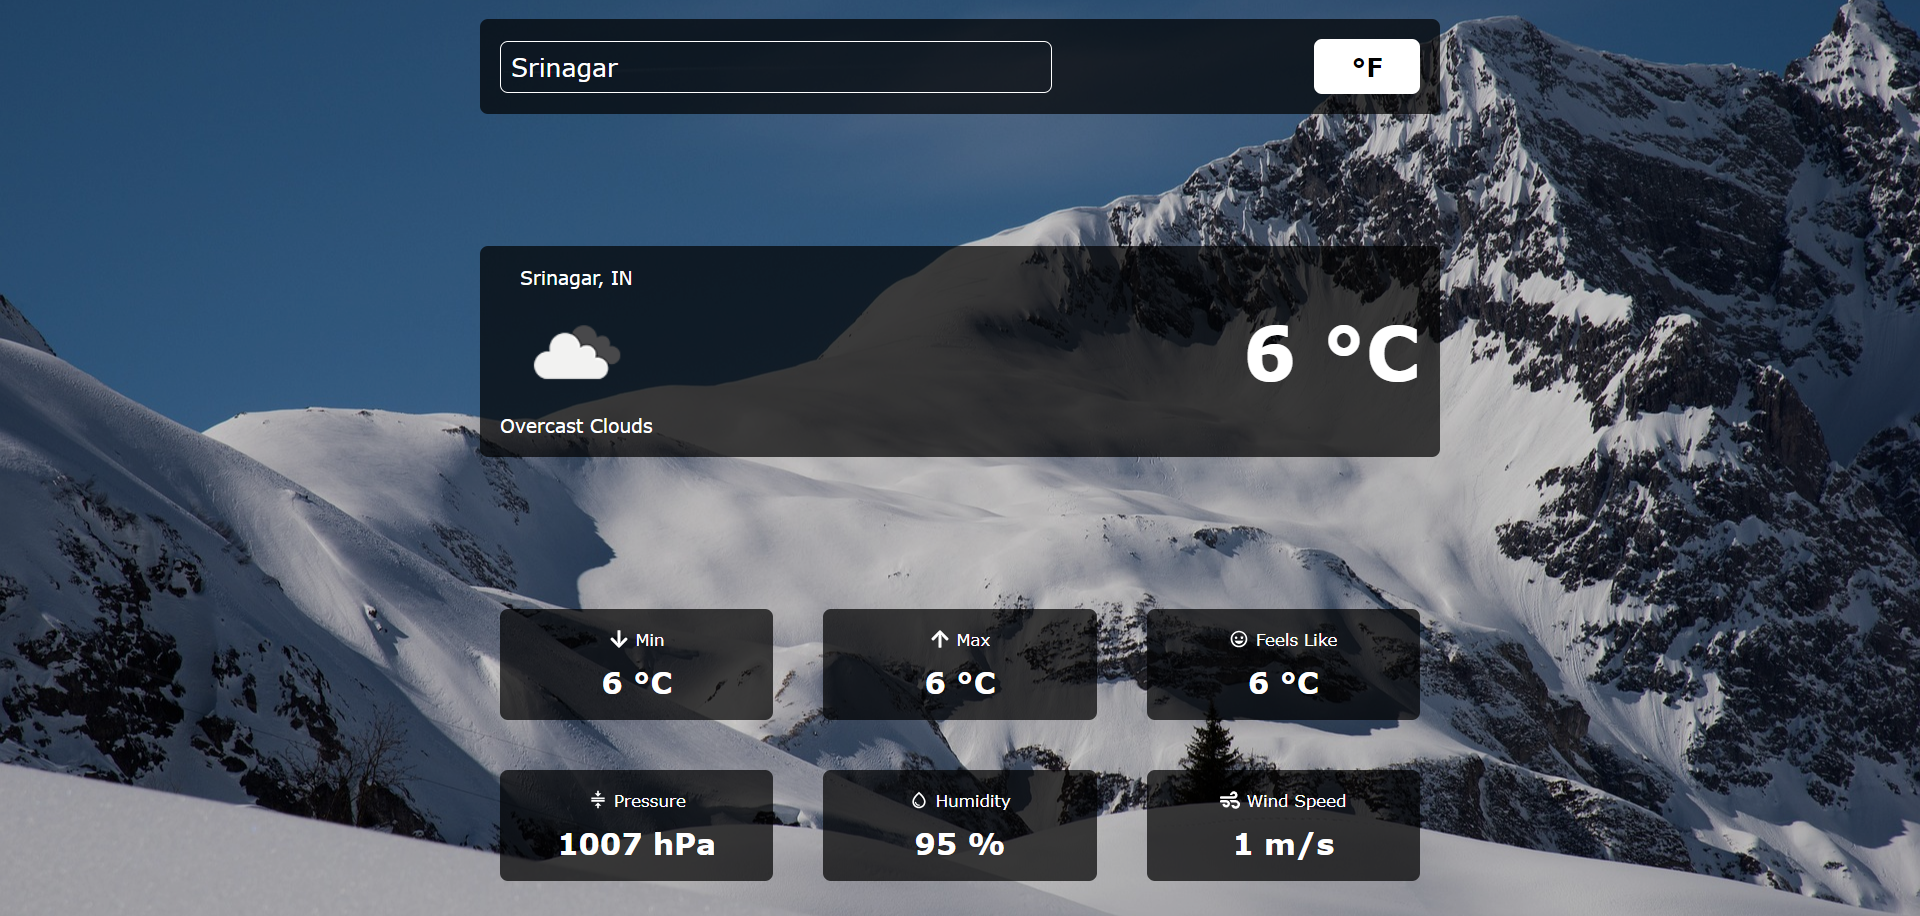 Srinagar
°F
Srinagar, IN
6 °C
Overcast Clouds
Min
Max
Feels Like
6 °C
6 °C
6 °C
Pressure
Humidity
Wind Speed
1007 hPa
95 %
1 m/s